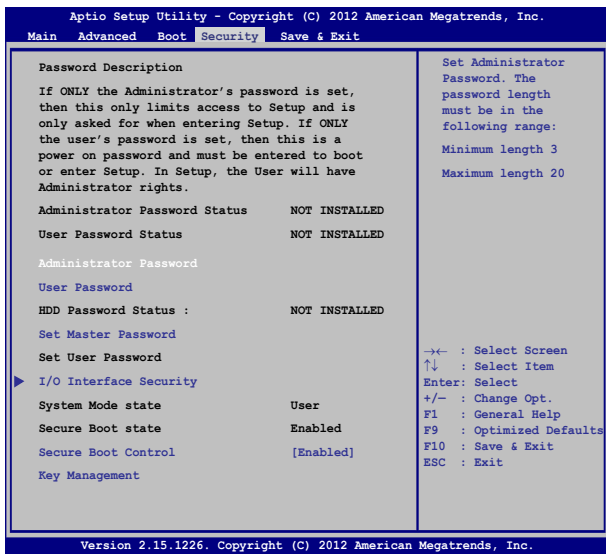 Aptio Setup Utility - Copyright (C) 2012 American Megatrends, Inc.
Main Advanced Boot Security Save & Exit
Password Description
If ONLY the Administrator's password is set,
then this only limits access to Setup and is
only asked for when entering Setup. If ONLY
the user's password is set, then this is a
power on password and must be entered to boot
or enter Setup. In Setup, the User will have
Administrator rights.
Administrator Password Status NOT INSTALLED
User Password Status NOT INSTALLED
Administrator Password
User Password
HDD Password Status : NOT INSTALLED
Set Master Password
Set User Password
I/O Interface Security
System Mode state User
Secure Boot state Enabled
Secure Boot Control [Enabled]
Key Management
Set Administrator
Password. The
password length
must be in the
following range:
Minimum length 3
Maximum length 20
→← : Select Screen
↑↓ : Select Item
Enter: Select
+/— : Change Opt.
F1 : General Help
F9 : Optimized Defaults
F10 : Save & Exit
ESC : Exit
Version 2.15.1226. Copyright (C) 2012 American Megatrends, Inc.